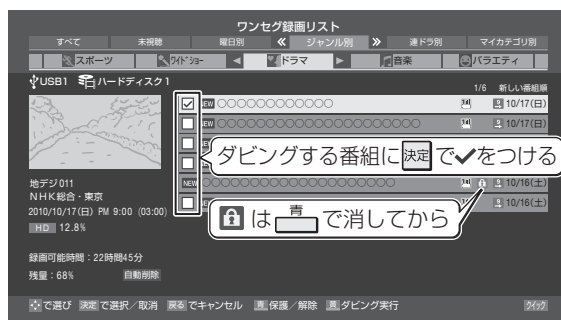 ワンセグ録画リスト
すべて 未視聴 曜日別 ≪ ジャンル別 ≫ 連ドラ別 マイカテゴリ別
スポーツ ワイドショー ◀ ドラマ ▶ 音楽 バラエティ
USB1 ハードディスク1
1/6 新しい番組順
NEW 〇〇〇〇〇〇〇〇〇〇〇〇 10/17(日)
NEW 〇〇〇〇〇〇〇〇〇〇〇〇〇〇〇〇〇〇〇〇〇 10/17(日)
ダビングする番組に決定で✓をつける
地デジ011
NEW 〇〇〇〇〇〇〇〇〇〇〇〇〇〇〇〇〇〇〇 10/16(土)
NHK総合・東京
NEW 10/16(土)
2010/10/17(日) PM 9:00 (03:00)
は 青 で消してから
HD 12.8%
録画可能時間：22時間45分
残量：68% 自動削除
で選び 決定で選択／取消 戻るでキャンセル 青 保護／解除 黒 ダビング実行 クイック